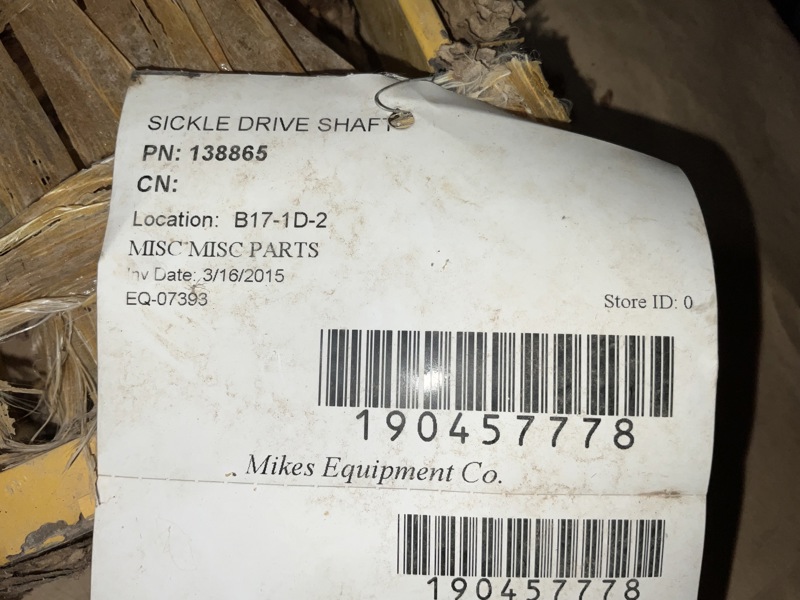 SICKLE DRIVE SHAFT
PN: 138865
CN:
Location: B17-1D-2
MISC MISC PARTS
Inv Date: 3/16/2015
EQ-07393
Store ID: 0
190457778
Mikes Equipment Co.
190457778